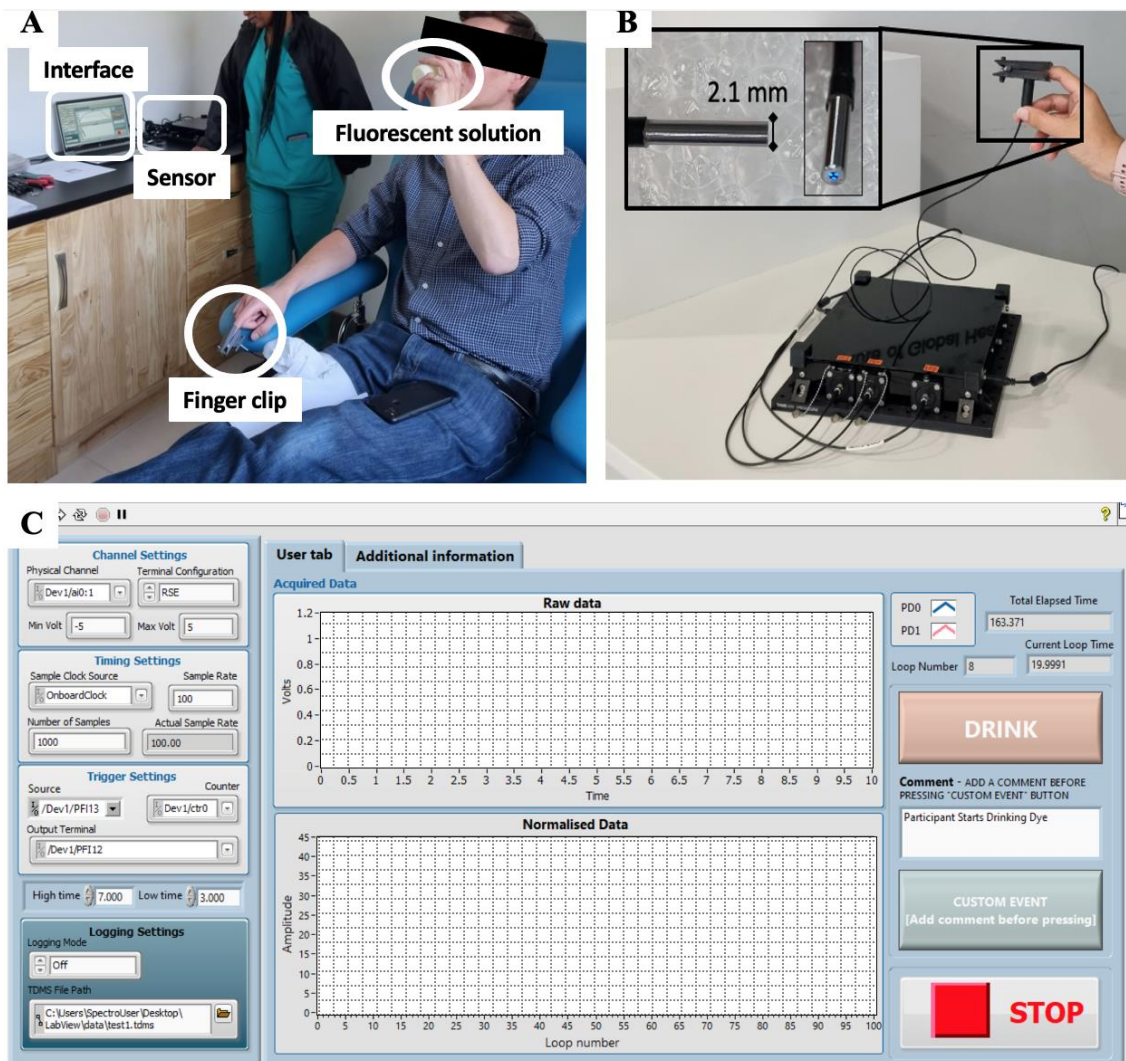 A
Interface
Sensor
Fluorescent solution
Finger clip
B
2.1 mm
C
Channel Settings
Physical Channel Terminal Configuration
Dev1/ai0:1 RSE
Min Volt -5 Max Volt 5
Timing Settings
Sample Clock Source Sample Rate
OnboardClock 100
Number of Samples Actual Sample Rate
1000 100.00
Trigger Settings
Source Counter
/Dev1/PFI13 Dev1/ctr0
Output Terminal
/Dev1/PFI12
High time 7.000 Low time 3.000
Logging Settings
Logging Mode
Off
TDMS File Path
C:\Users\SpectroUser\Desktop\
LabView\data\test1.tdms
User tab Additional information
Acquired Data
Raw data
Volts
1.2
1
0.8
0.6
0.4
0.2
0
0 0.5 1 1.5 2 2.5 3 3.5 4 4.5 5 5.5 6 6.5 7 7.5 8 8.5 9 9.5 10
Time
Normalised Data
Amplitude
45
40
35
30
25
20
15
10
5
0
0 5 10 15 20 25 30 35 40 45 50 55 60 65 70 75 80 85 90 95 100
Loop number
PD0
PD1
Total Elapsed Time
163.371
Current Loop Time
Loop Number 8 19.9991
DRINK
Comment - ADD A COMMENT BEFORE
PRESSING "CUSTOM EVENT" BUTTON
Participant Starts Drinking Dye
CUSTOM EVENT
[Add comment before pressing]
STOP